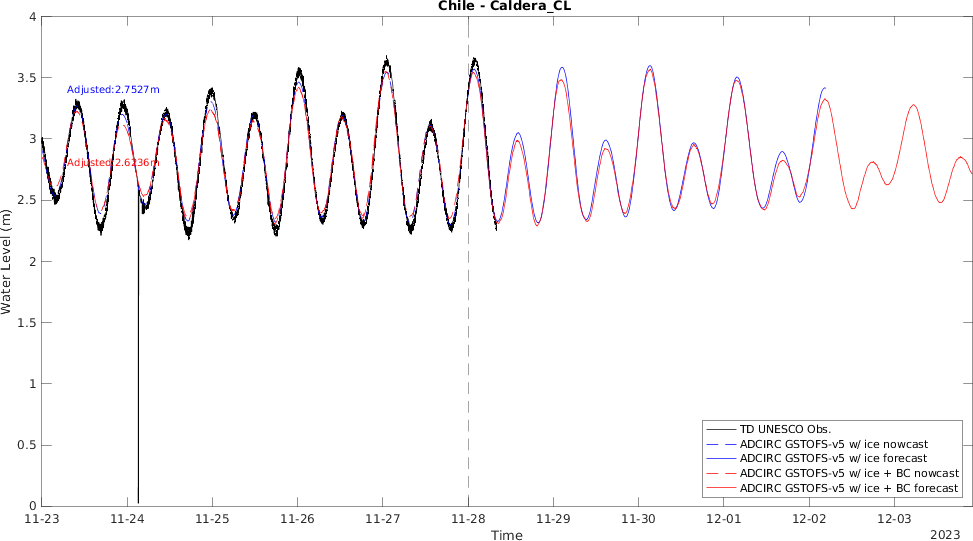 Chile - Caldera_CL
4
3.5
3
2.5
2
1.5
1
0.5
0
Water Level (m)
Adjusted:2.7527m
Adjusted:2.6236m
TD UNESCO Obs.
ADCIRC GSTOFS-v5 w/ ice nowcast
ADCIRC GSTOFS-v5 w/ ice forecast
ADCIRC GSTOFS-v5 w/ ice + BC nowcast
ADCIRC GSTOFS-v5 w/ ice + BC forecast
11-23 11-24 11-25 11-26 11-27 11-28 11-29 11-30 12-01 12-02 12-03
Time
2023